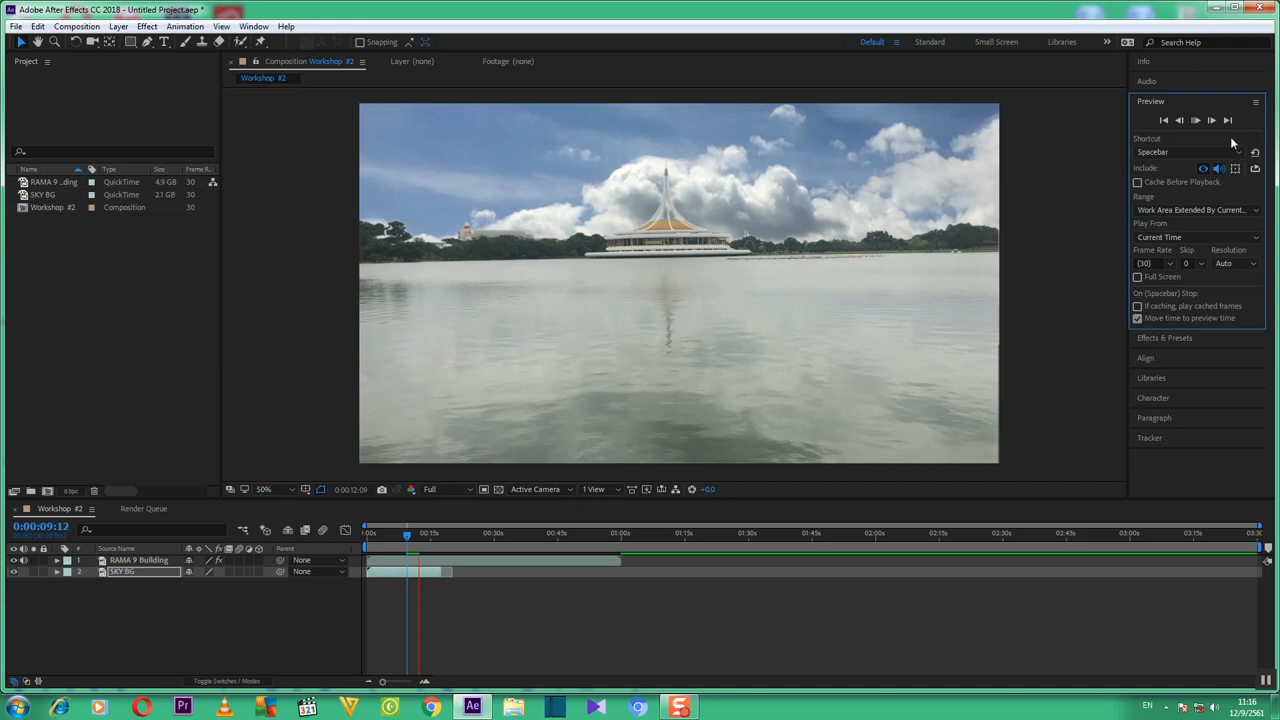 Adobe After Effects CC 2018 - Untitled Project.aep *
File Edit Composition Layer Effect Animation View Window Help
Snapping
Default Standard Small Screen Libraries Search Help
Project
Composition Workshop #2
Layer (none)
Footage (none)
Workshop #2
Info
Audio
Preview
Shortcut
Spacebar
Include:
Cache Before Playback
Range
Work Area Extended By Current...
Play From
Current Time
Frame Rate Skip Resolution
(30) 0 Auto
Full Screen
On (Spacebar) Stop:
If caching, play cached frames
Move time to preview time
Effects & Presets
Align
Libraries
Character
Paragraph
Tracker
Name Type Size Frame R...
RAMA 9 ...ding QuickTime 4.9 GB 30
SKY BG QuickTime 2.1 GB 30
Workshop #2 Composition 30
8 bpc
50% 0:00:12:09 Full Active Camera 1 View +0.0
Workshop #2 Render Queue
0:00:09:12
# Source Name Parent
1 RAMA 9 Building None
2 SKY BG None
00:15s 00:30s 00:45s 01:00s 01:15s 01:30s 01:45s 02:00s 02:15s 02:30s 02:45s 03:00s 03:15s
Toggle Switches / Modes
Pr
321
Ae
EN
11:16
12/9/2561